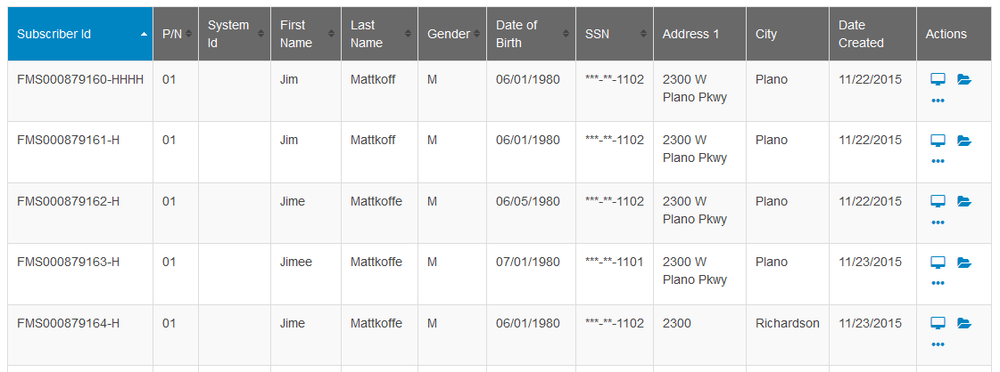 Subscriber Id P/N System Id First Name Last Name Gender Date of Birth SSN Address 1 City Date Created Actions
FMS000879160-HHHH 01 Jim Mattkoff M 06/01/1980 ***-**-1102 2300 W Plano Pkwy Plano 11/22/2015
FMS000879161-H 01 Jim Mattkoff M 06/01/1980 ***-**-1102 2300 W Plano Pkwy Plano 11/22/2015
FMS000879162-H 01 Jime Mattkoffe M 06/05/1980 ***-**-1102 2300 W Plano Pkwy Plano 11/22/2015
FMS000879163-H 01 Jimee Mattkoffe M 07/01/1980 ***-**-1101 2300 W Plano Pkwy Plano 11/23/2015
FMS000879164-H 01 Jime Mattkoffe M 06/01/1980 ***-**-1102 2300 Richardson 11/23/2015